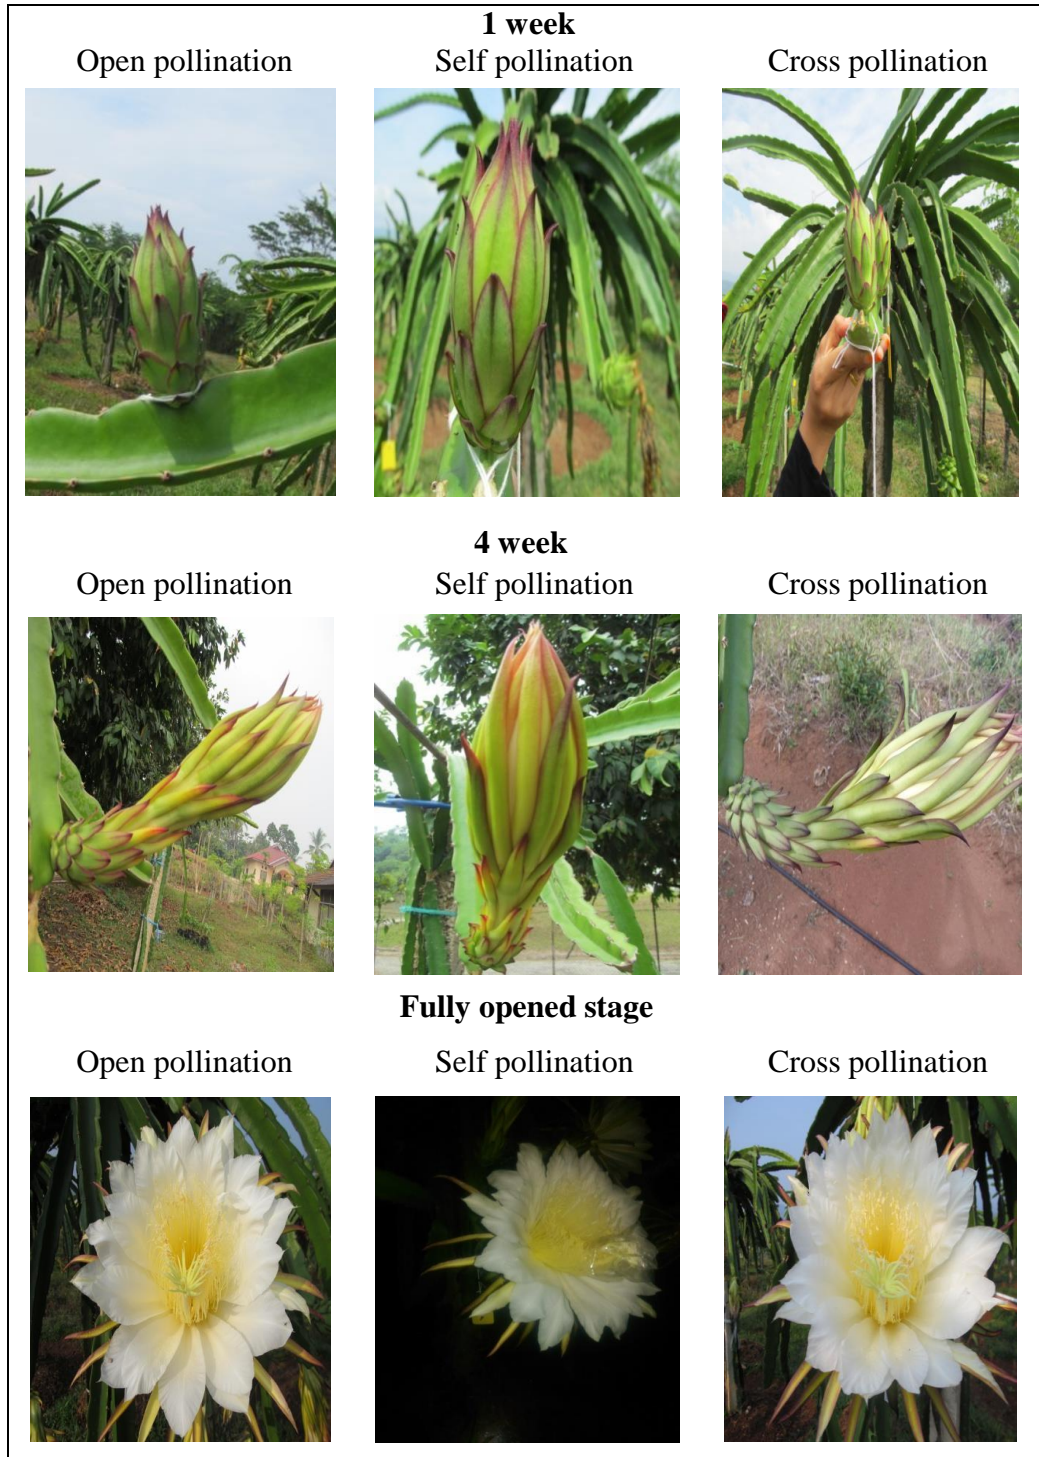 1 week
Open pollination Self pollination Cross pollination
4 week
Open pollination Self pollination Cross pollination
Fully opened stage
Open pollination Self pollination Cross pollination